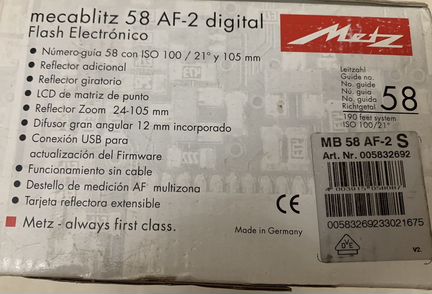 mecablitz 58 AF-2 digital
Flash Electrónico
• Número-guía 58 con ISO 100 / 21° y 105 mm
• Reflector adicional
• Reflector giratorio
• LCD de matriz de punto
• Reflector Zoom 24-105 mm
• Difusor gran angular 12 mm incorporado
• Conexión USB para
actualización del Firmware
• Funcionamiento sin cable
• Destello de medición AF multizona
• Tarjeta reflectora extensible
Metz - always first class.
Metz
Leitzahl
Guide no.
No. guide
Nú. guía
No. guida
Richtgetal
58
190 feet system
ISO 100/21°
MB 58 AF-2 S
Art. Nr. 005832692
00583269233021675
CE
Made in Germany
VDE
V2.